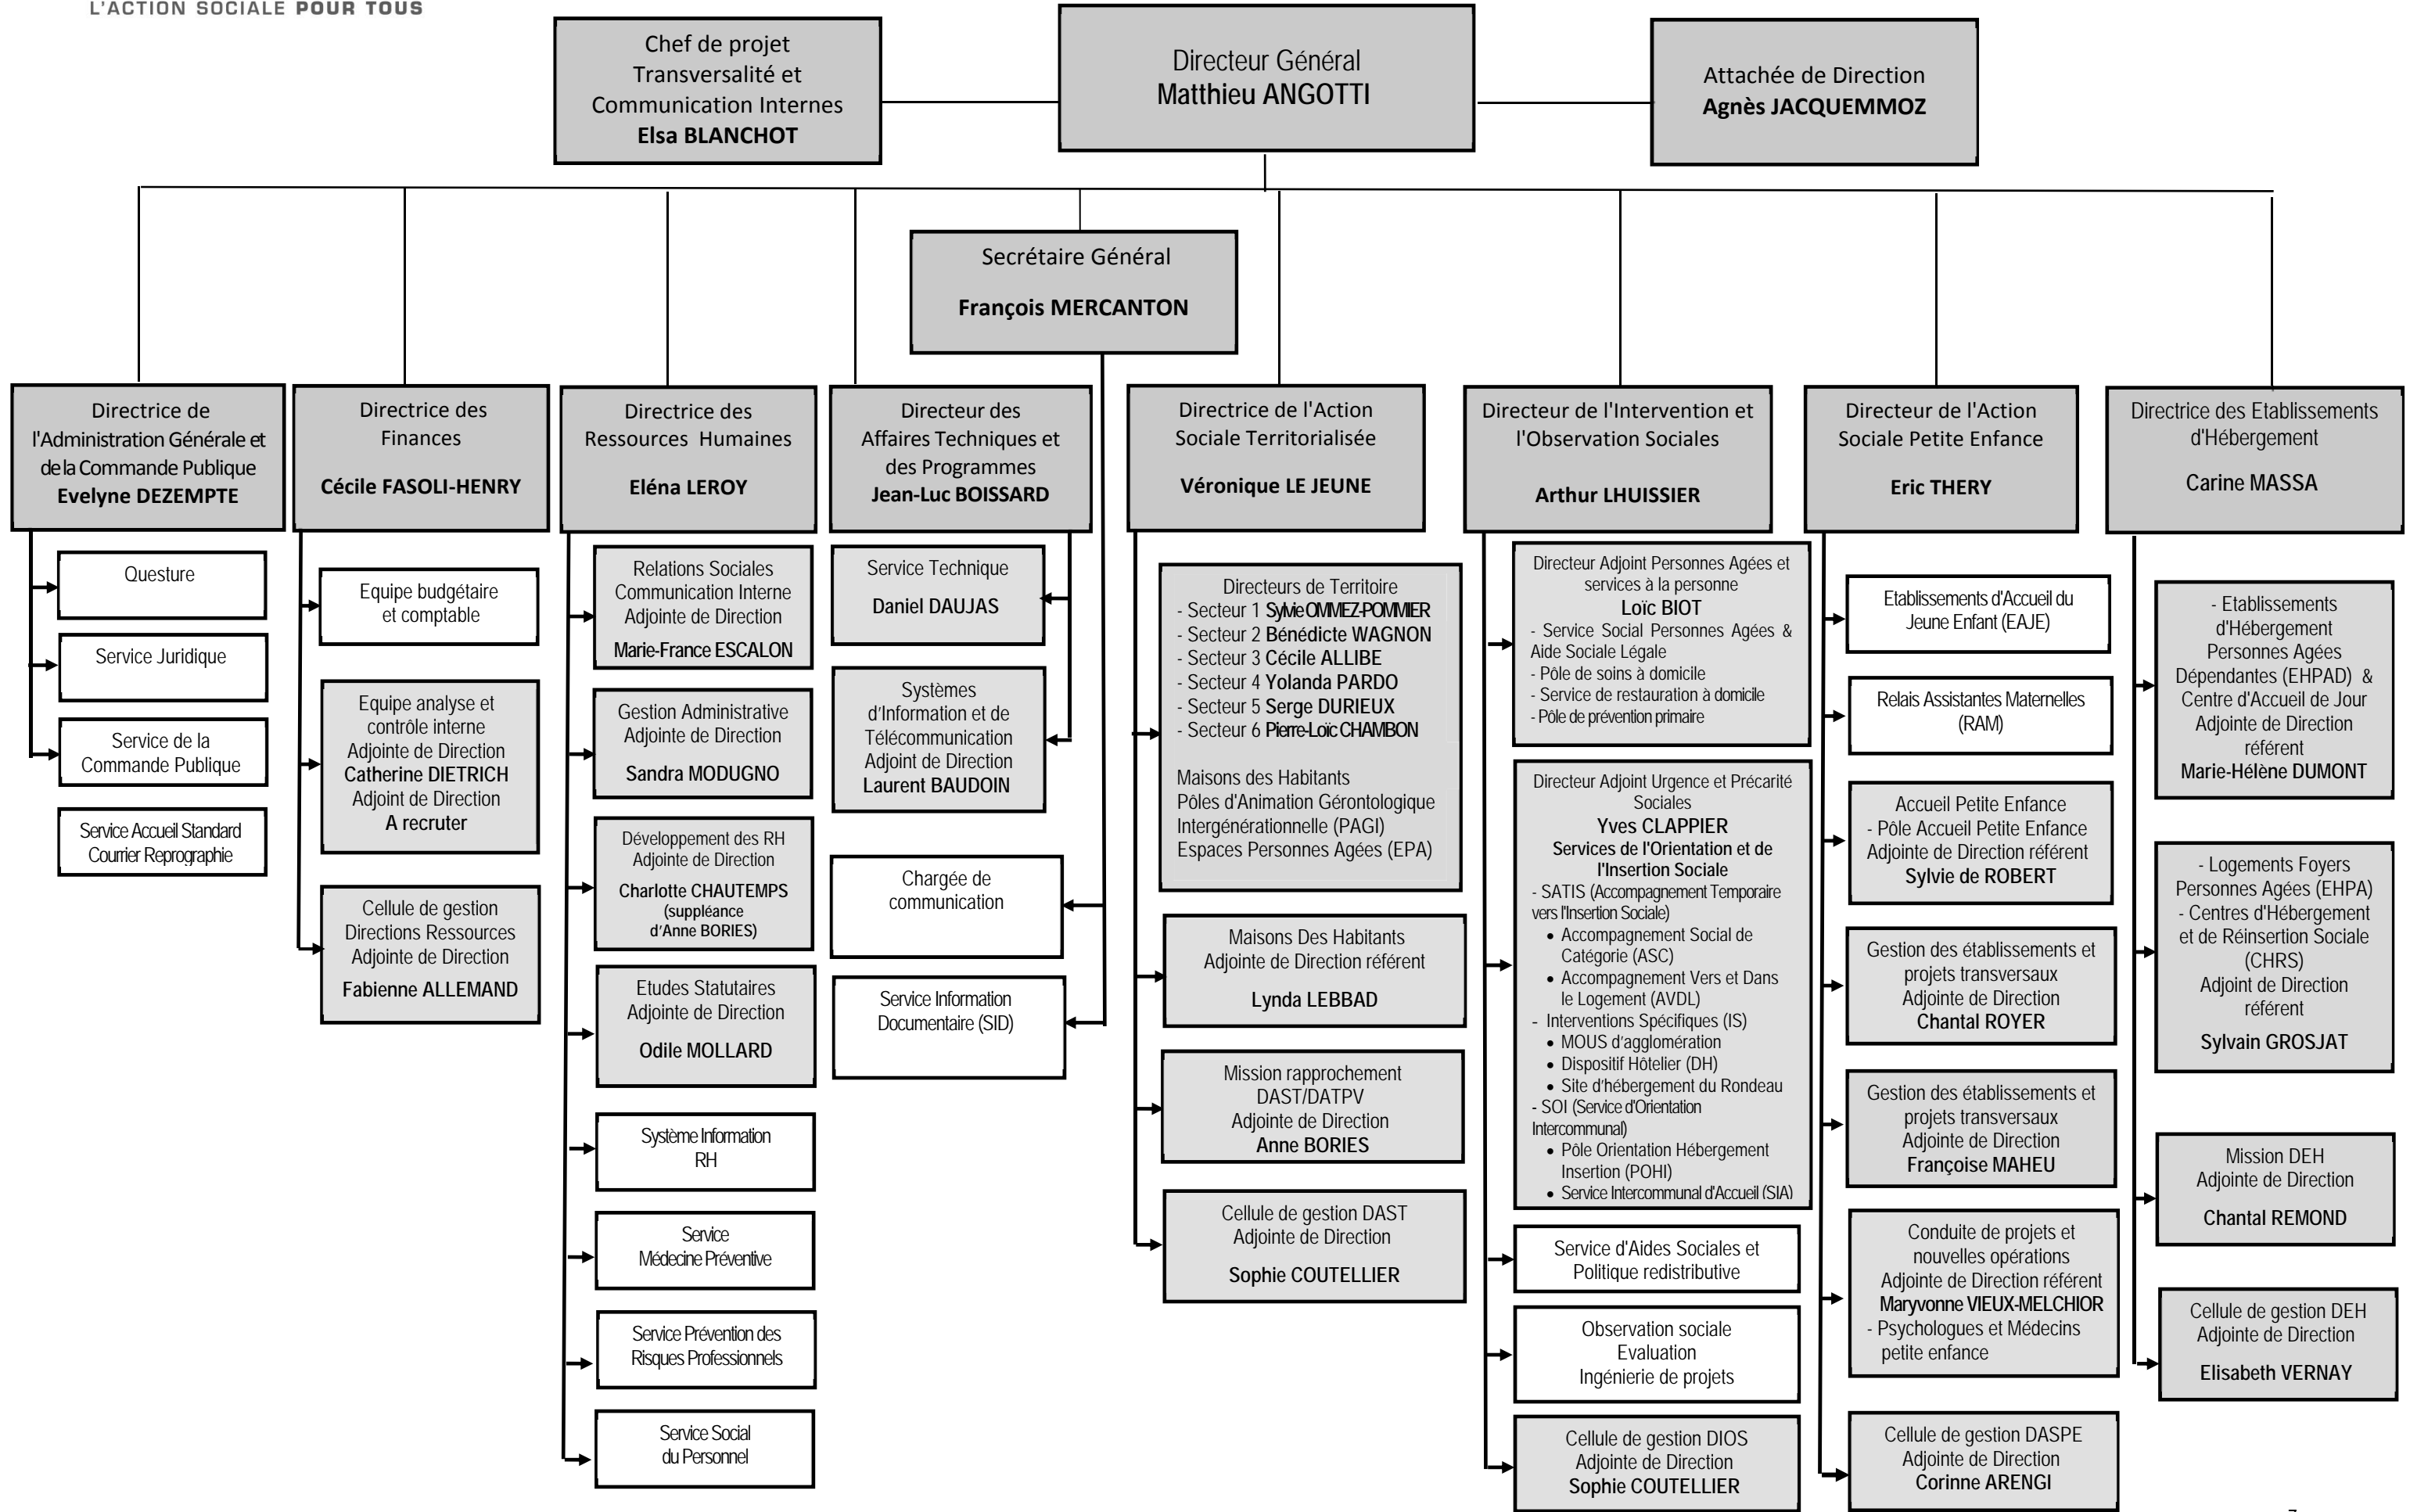 L'ACTION SOCIALE POUR TOUS
Chef de projet
Transversalité et
Communication Internes
Elsa BLANCHOT
Directeur Général
Matthieu ANGOTTI
Attachée de Direction
Agnès JACQUEMMOZ
Secrétaire Général
François MERCANTON
Directrice de
l'Administration Générale et
de la Commande Publique
Evelyne DEZEMPTE
Questure
Service Juridique
Service de la
Commande Publique
Service Accueil Standard
Courrier Reprographie
Directrice des
Finances
Cécile FASOLI-HENRY
Equipe budgétaire
et comptable
Equipe analyse et
contrôle interne
Adjointe de Direction
Catherine DIETRICH
Adjoint de Direction
A recruter
Cellule de gestion
Directions Ressources
Adjointe de Direction
Fabienne ALLEMAND
Directrice des
Ressources Humaines
Eléna LEROY
Relations Sociales
Communication Interne
Adjointe de Direction
Marie-France ESCALON
Gestion Administrative
Adjointe de Direction
Sandra MODUGNO
Développement des RH
Adjointe de Direction
Charlotte CHAUTEMPS
(suppléance
d'Anne BORIES)
Etudes Statutaires
Adjointe de Direction
Odile MOLLARD
Système Information
RH
Service
Médecine Préventive
Service Prévention des
Risques Professionnels
Service Social
du Personnel
Directeur des
Affaires Techniques et
des Programmes
Jean-Luc BOISSARD
Service Technique
Daniel DAUJAS
Systèmes
d'Information et de
Télécommunication
Adjoint de Direction
Laurent BAUDOIN
Chargée de
communication
Service Information
Documentaire (SID)
Directrice de l'Action
Sociale Territorialisée
Véronique LE JEUNE
Directeurs de Territoire
- Secteur 1 Sylvie OMMEZ-POMMIER
- Secteur 2 Bénédicte WAGNON
- Secteur 3 Cécile ALLIBE
- Secteur 4 Yolanda PARDO
- Secteur 5 Serge DURIEUX
- Secteur 6 Pierre-Loïc CHAMBON
Maisons des Habitants
Pôles d'Animation Gérontologique
Intergénérationnelle (PAGI)
Espaces Personnes Agées (EPA)
Maisons Des Habitants
Adjointe de Direction référent
Lynda LEBBAD
Mission rapprochement
DAST/DATPV
Adjointe de Direction
Anne BORIES
Cellule de gestion DAST
Adjointe de Direction
Sophie COUTELLIER
Directeur de l'Intervention et
l'Observation Sociales
Arthur LHUISSIER
Directeur Adjoint Personnes Agées et
services à la personne
Loïc BIOT
- Service Social Personnes Agées &
Aide Sociale Légale
- Pôle de soins à domicile
- Service de restauration à domicile
- Pôle de prévention primaire
Directeur Adjoint Urgence et Précarité
Sociales
Yves CLAPPIER
Services de l'Orientation et de
l'Insertion Sociale
- SATIS (Accompagnement Temporaire
vers l'Insertion Sociale)
• Accompagnement Social de
Catégorie (ASC)
• Accompagnement Vers et Dans
le Logement (AVDL)
- Interventions Spécifiques (IS)
• MOUS d'agglomération
• Dispositif Hôtelier (DH)
• Site d'hébergement du Rondeau
- SOI (Service d'Orientation
Intercommunal)
• Pôle Orientation Hébergement
Insertion (POHI)
• Service Intercommunal d'Accueil (SIA)
Service d'Aides Sociales et
Politique redistributive
Observation sociale
Evaluation
Ingénierie de projets
Cellule de gestion DIOS
Adjointe de Direction
Sophie COUTELLIER
Directeur de l'Action
Sociale Petite Enfance
Eric THERY
Etablissements d'Accueil du
Jeune Enfant (EAJE)
Relais Assistantes Maternelles
(RAM)
Accueil Petite Enfance
- Pôle Accueil Petite Enfance
Adjointe de Direction référent
Sylvie de ROBERT
Gestion des établissements et
projets transversaux
Adjointe de Direction
Chantal ROYER
Gestion des établissements et
projets transversaux
Adjointe de Direction
Françoise MAHEU
Conduite de projets et
nouvelles opérations
Adjointe de Direction référent
Maryvonne VIEUX-MELCHIOR
- Psychologues et Médecins
petite enfance
Cellule de gestion DASPE
Adjointe de Direction
Corinne ARENGI
Directrice des Etablissements
d'Hébergement
Carine MASSA
- Etablissements
d'Hébergement
Personnes Agées
Dépendantes (EHPAD) &
Centre d'Accueil de Jour
Adjointe de Direction
référent
Marie-Hélène DUMONT
- Logements Foyers
Personnes Agées (EHPA)
- Centres d'Hébergement
et de Réinsertion Sociale
(CHRS)
Adjoint de Direction
référent
Sylvain GROSJAT
Mission DEH
Adjointe de Direction
Chantal REMOND
Cellule de gestion DEH
Adjointe de Direction
Elisabeth VERNAY